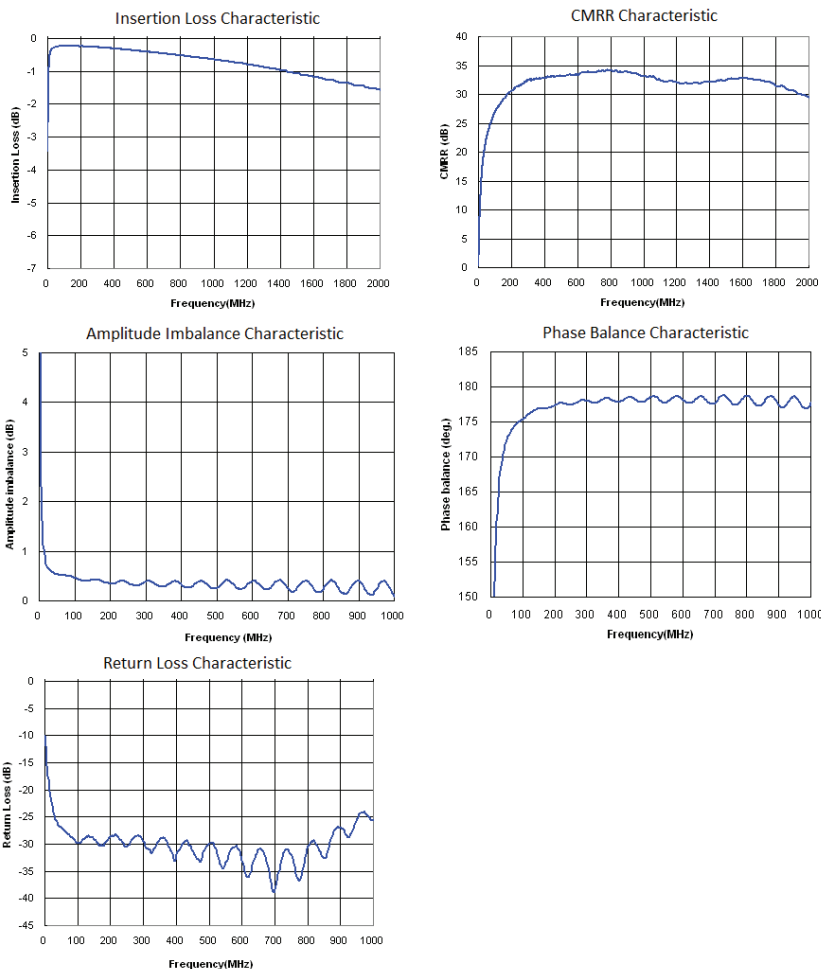 Insertion Loss Characteristic
0
-1
-2
-3
-4
-5
-6
-7
Insertion Loss (dB)
0 200 400 600 800 1000 1200 1400 1600 1800 2000
Frequency(MHz)
CMRR Characteristic
40
35
30
25
20
15
10
5
0
CMRR (dB)
0 200 400 600 800 1000 1200 1400 1600 1800 2000
Frequency(MHz)
Amplitude Imbalance Characteristic
5
4
3
2
1
0
Amplitude imbalance (dB)
0 100 200 300 400 500 600 700 800 900 1000
Frequency (MHz)
Phase Balance Characteristic
185
180
175
170
165
160
155
150
Phase balance (deg.)
0 100 200 300 400 500 600 700 800 900 1000
Frequency(MHz)
Return Loss Characteristic
0
-5
-10
-15
-20
-25
-30
-35
-40
-45
Return Loss (dB)
0 100 200 300 400 500 600 700 800 900 1000
Frequency(MHz)